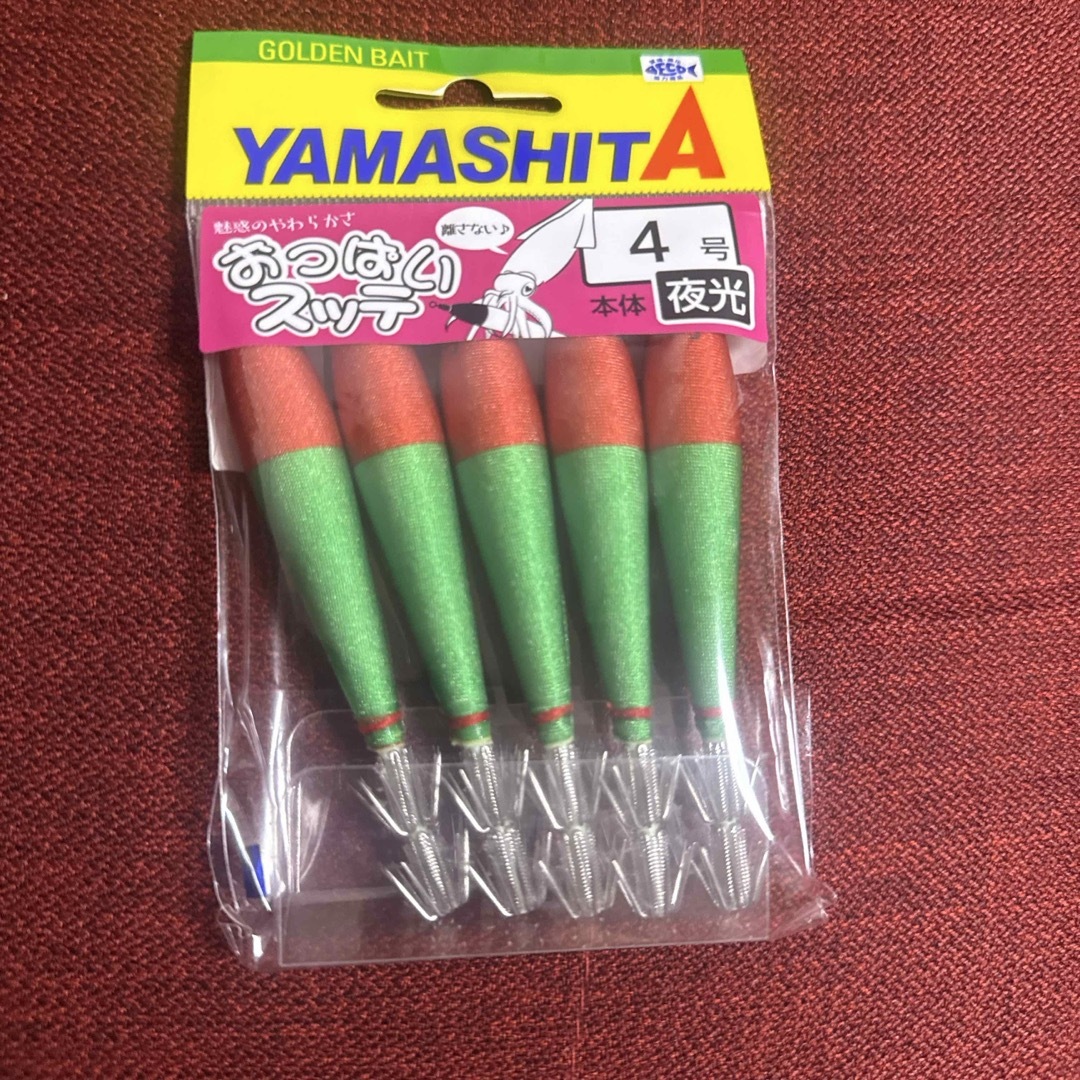 GOLDEN BAIT
ECO
YAMASHITA
魅惑のやわらかさ
離さない♪
おっぱい
スッテ
4号
本体 夜光